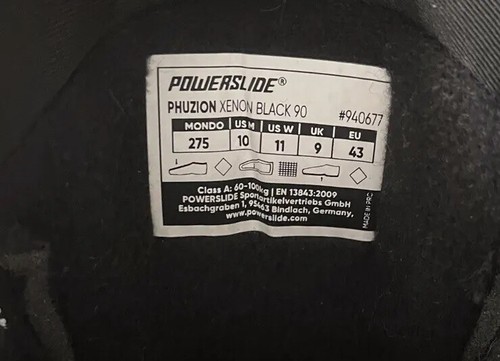 POWERSLIDE®
PHUZION XENON BLACK 90 #940677
MONDO US M US W UK EU
275 10 11 9 43
Class A: 60-100kg | EN 13843:2009
POWERSLIDE Sportartikelvertriebs GmbH
Esbachgraben 1, 95463 Bindlach, Germany,
www.powerslide.com
MADE IN PRC